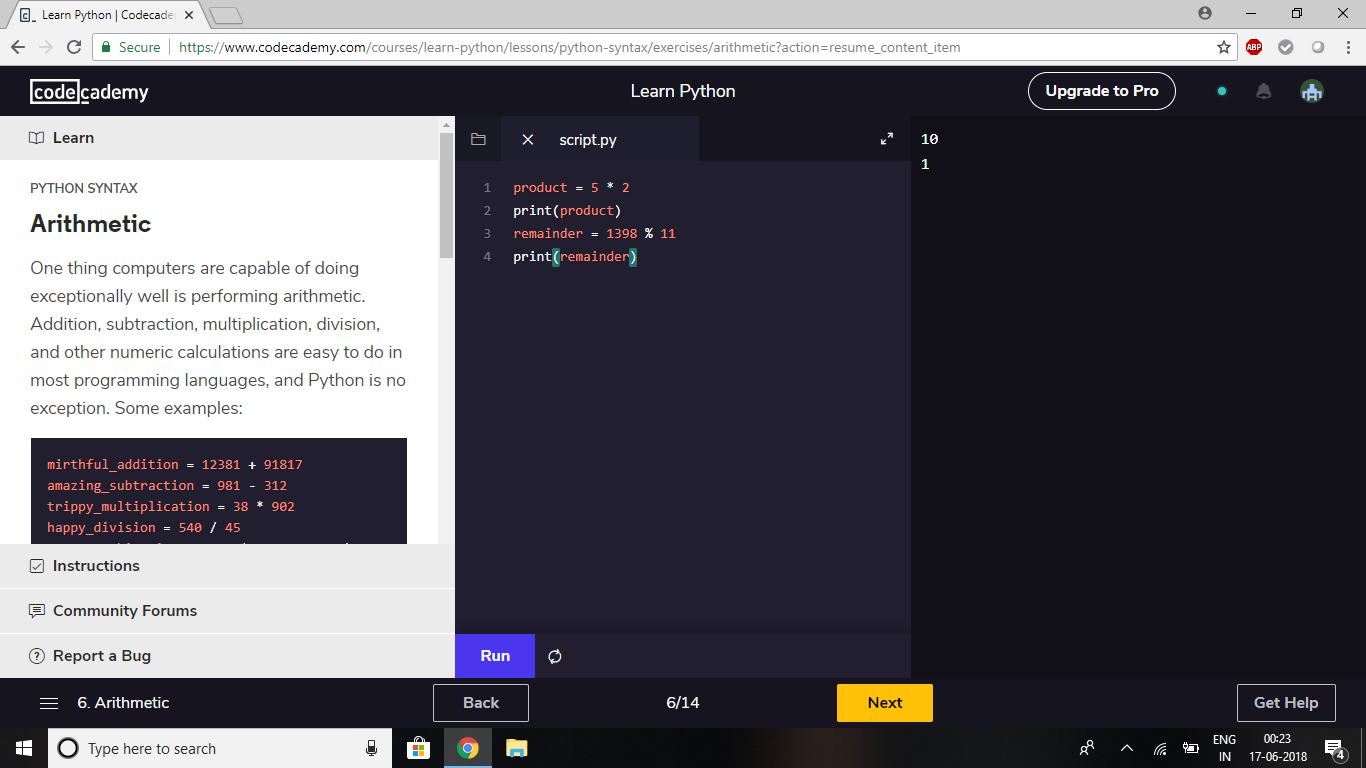 Learn Python | Codecade
Secure
https://www.codecademy.com/courses/learn-python/lessons/python-syntax/exercises/arithmetic?action=resume_content_item
ABP
codecademy
Learn Python
Upgrade to Pro
Learn
PYTHON SYNTAX
Arithmetic
One thing computers are capable of doing
exceptionally well is performing arithmetic.
Addition, subtraction, multiplication, division,
and other numeric calculations are easy to do in
most programming languages, and Python is no
exception. Some examples:
mirthful_addition = 12381 + 91817
amazing_subtraction = 981 - 312
trippy_multiplication = 38 * 902
happy_division = 540 / 45
Instructions
Community Forums
Report a Bug
script.py
1 product = 5 * 2
2 print(product)
3 remainder = 1398 % 11
4 print(remainder)
Run
10
1
6. Arithmetic
Back
6/14
Next
Get Help
Type here to search
ENG
IN
00:23
17-06-2018
4